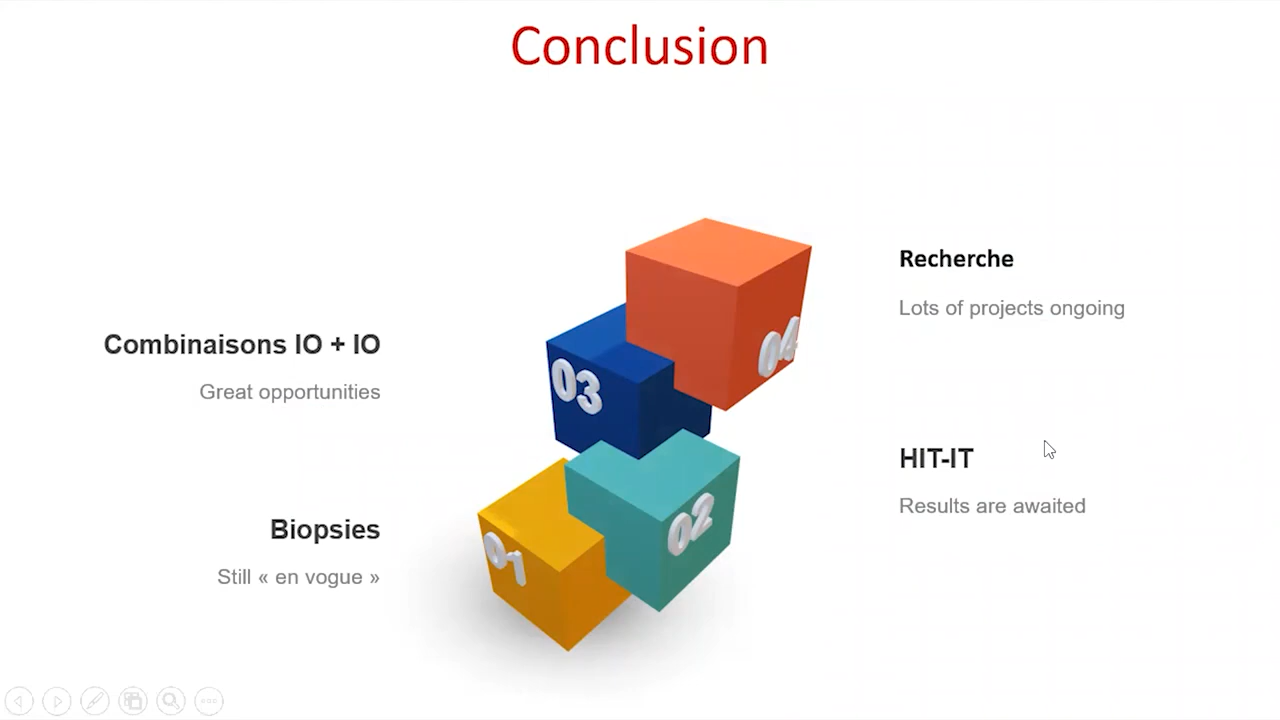 Conclusion
Recherche
Lots of projects ongoing
Combinaisons IO + IO
Great opportunities
HIT-IT
Results are awaited
Biopsies
Still « en vogue »
04
03
02
01